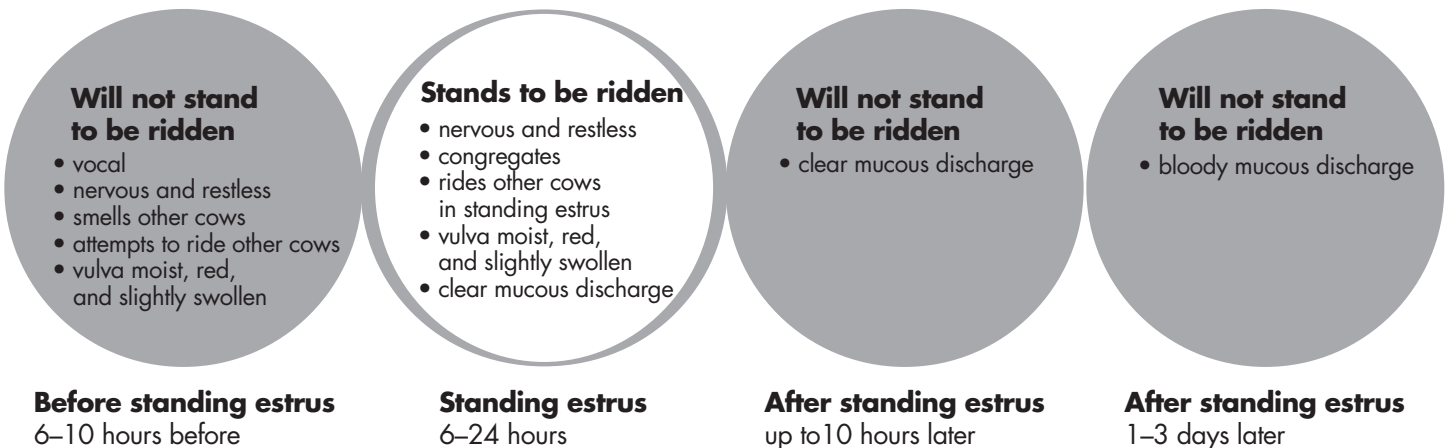 Will not stand
to be ridden
• vocal
• nervous and restless
• smells other cows
• attempts to ride other cows
• vulva moist, red,
and slightly swollen
Stands to be ridden
• nervous and restless
• congregates
• rides other cows
in standing estrus
• vulva moist, red,
and slightly swollen
• clear mucous discharge
Will not stand
to be ridden
• clear mucous discharge
Will not stand
to be ridden
• bloody mucous discharge
Before standing estrus
6–10 hours before
Standing estrus
6–24 hours
After standing estrus
up to10 hours later
After standing estrus
1–3 days later